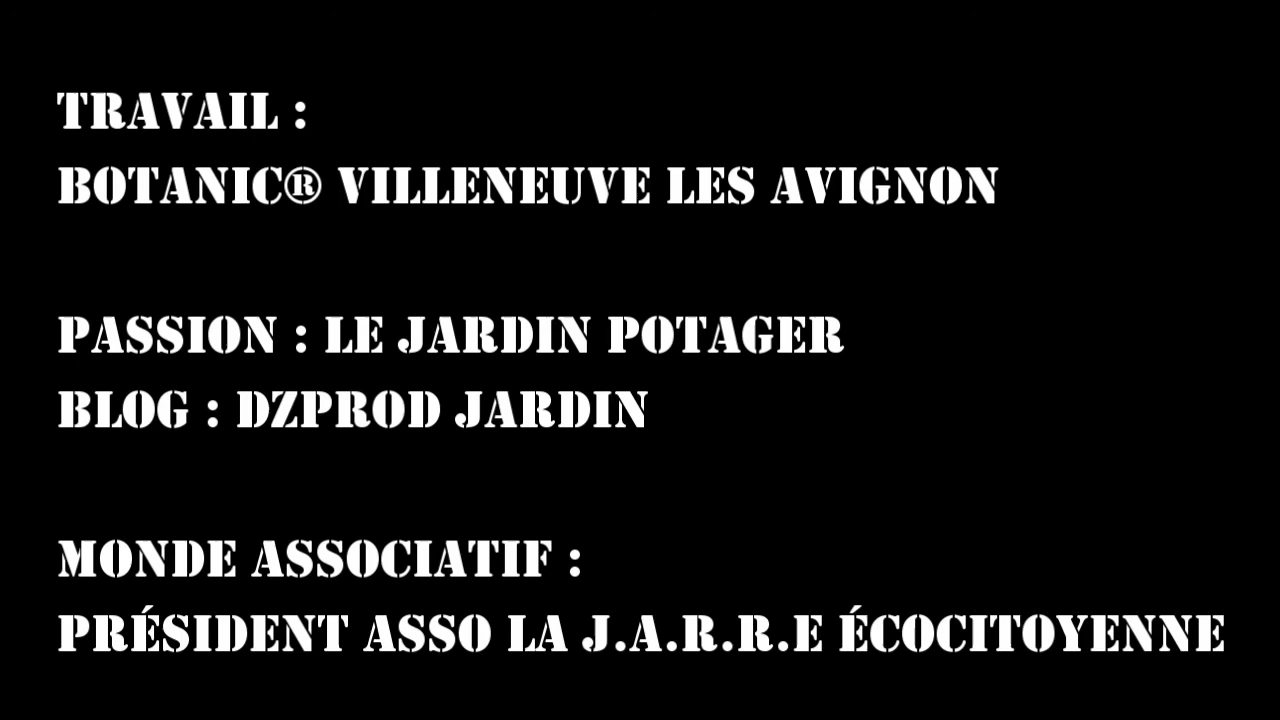 TRAVAIL :
BOTANIC® VILLENEUVE LES AVIGNON
PASSION : LE JARDIN POTAGER
BLOG : DZPROD JARDIN
MONDE ASSOCIATIF :
PRÉSIDENT ASSO LA J.A.R.R.E ÉCOCITOYENNE